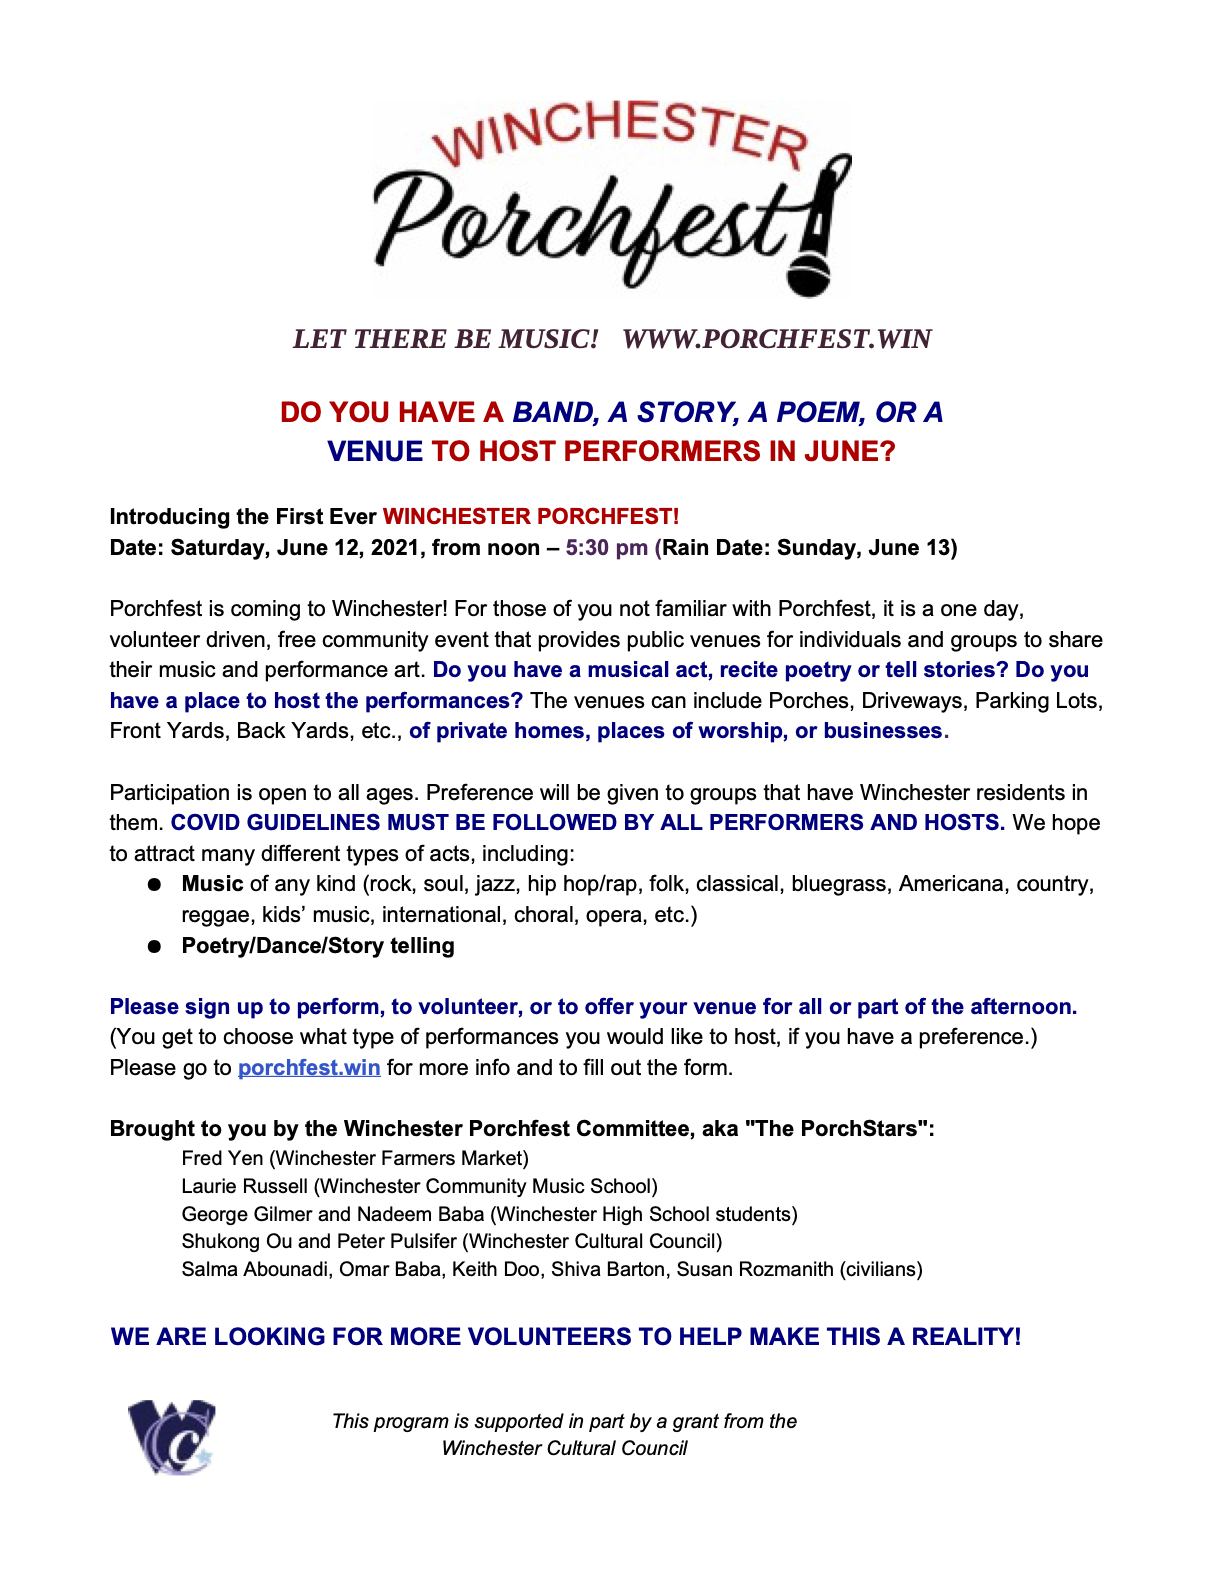 WINCHESTER
Porchfest
LET THERE BE MUSIC! WWW.PORCHFEST.WIN
DO YOU HAVE A BAND, A STORY, A POEM, OR A
VENUE TO HOST PERFORMERS IN JUNE?
Introducing the First Ever WINCHESTER PORCHFEST!
Date: Saturday, June 12, 2021, from noon – 5:30 pm (Rain Date: Sunday, June 13)
Porchfest is coming to Winchester! For those of you not familiar with Porchfest, it is a one day,
volunteer driven, free community event that provides public venues for individuals and groups to share
their music and performance art. Do you have a musical act, recite poetry or tell stories? Do you
have a place to host the performances? The venues can include Porches, Driveways, Parking Lots,
Front Yards, Back Yards, etc., of private homes, places of worship, or businesses.
Participation is open to all ages. Preference will be given to groups that have Winchester residents in
them. COVID GUIDELINES MUST BE FOLLOWED BY ALL PERFORMERS AND HOSTS. We hope
to attract many different types of acts, including:
● Music of any kind (rock, soul, jazz, hip hop/rap, folk, classical, bluegrass, Americana, country,
reggae, kids’ music, international, choral, opera, etc.)
● Poetry/Dance/Story telling
Please sign up to perform, to volunteer, or to offer your venue for all or part of the afternoon.
(You get to choose what type of performances you would like to host, if you have a preference.)
Please go to porchfest.win for more info and to fill out the form.
Brought to you by the Winchester Porchfest Committee, aka "The PorchStars":
Fred Yen (Winchester Farmers Market)
Laurie Russell (Winchester Community Music School)
George Gilmer and Nadeem Baba (Winchester High School students)
Shukong Ou and Peter Pulsifer (Winchester Cultural Council)
Salma Abounadi, Omar Baba, Keith Doo, Shiva Barton, Susan Rozmanith (civilians)
WE ARE LOOKING FOR MORE VOLUNTEERS TO HELP MAKE THIS A REALITY!
WCC
This program is supported in part by a grant from the
Winchester Cultural Council